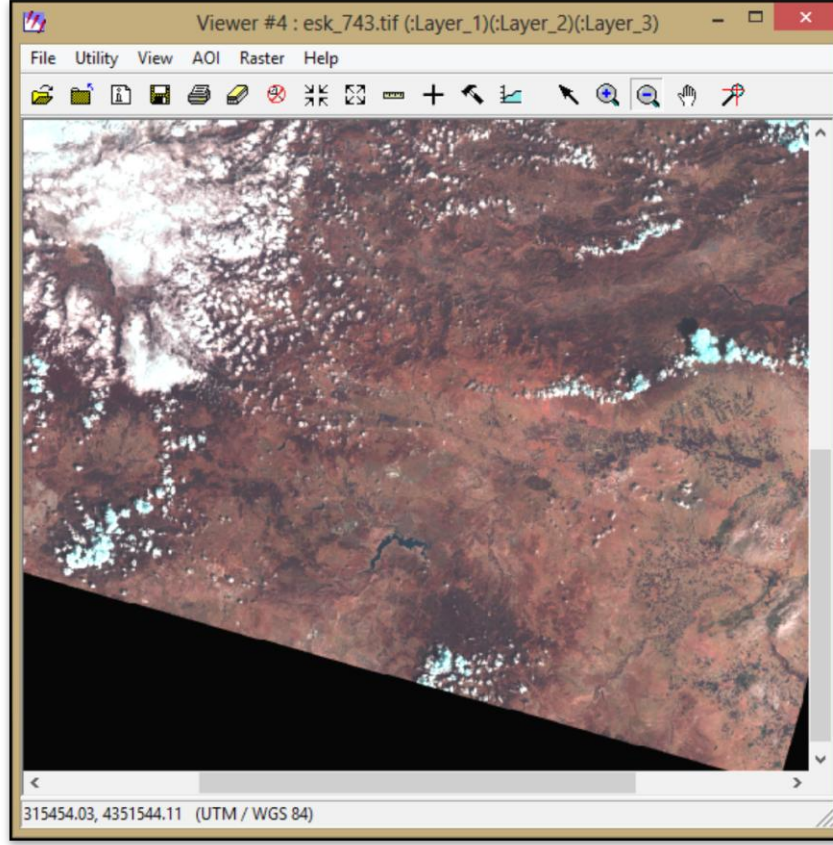 Viewer #4 : esk_743.tif (:Layer_1)(:Layer_2)(:Layer_3)
File Utility View AOI Raster Help
315454.03, 4351544.11 (UTM / WGS 84)